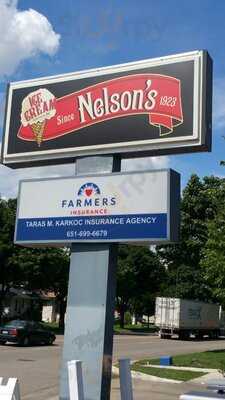 ICE
CREAM
Since Nelson's 1923
FARMERS
INSURANCE
TARAS M. KARKOC INSURANCE AGENCY
651-699-6679